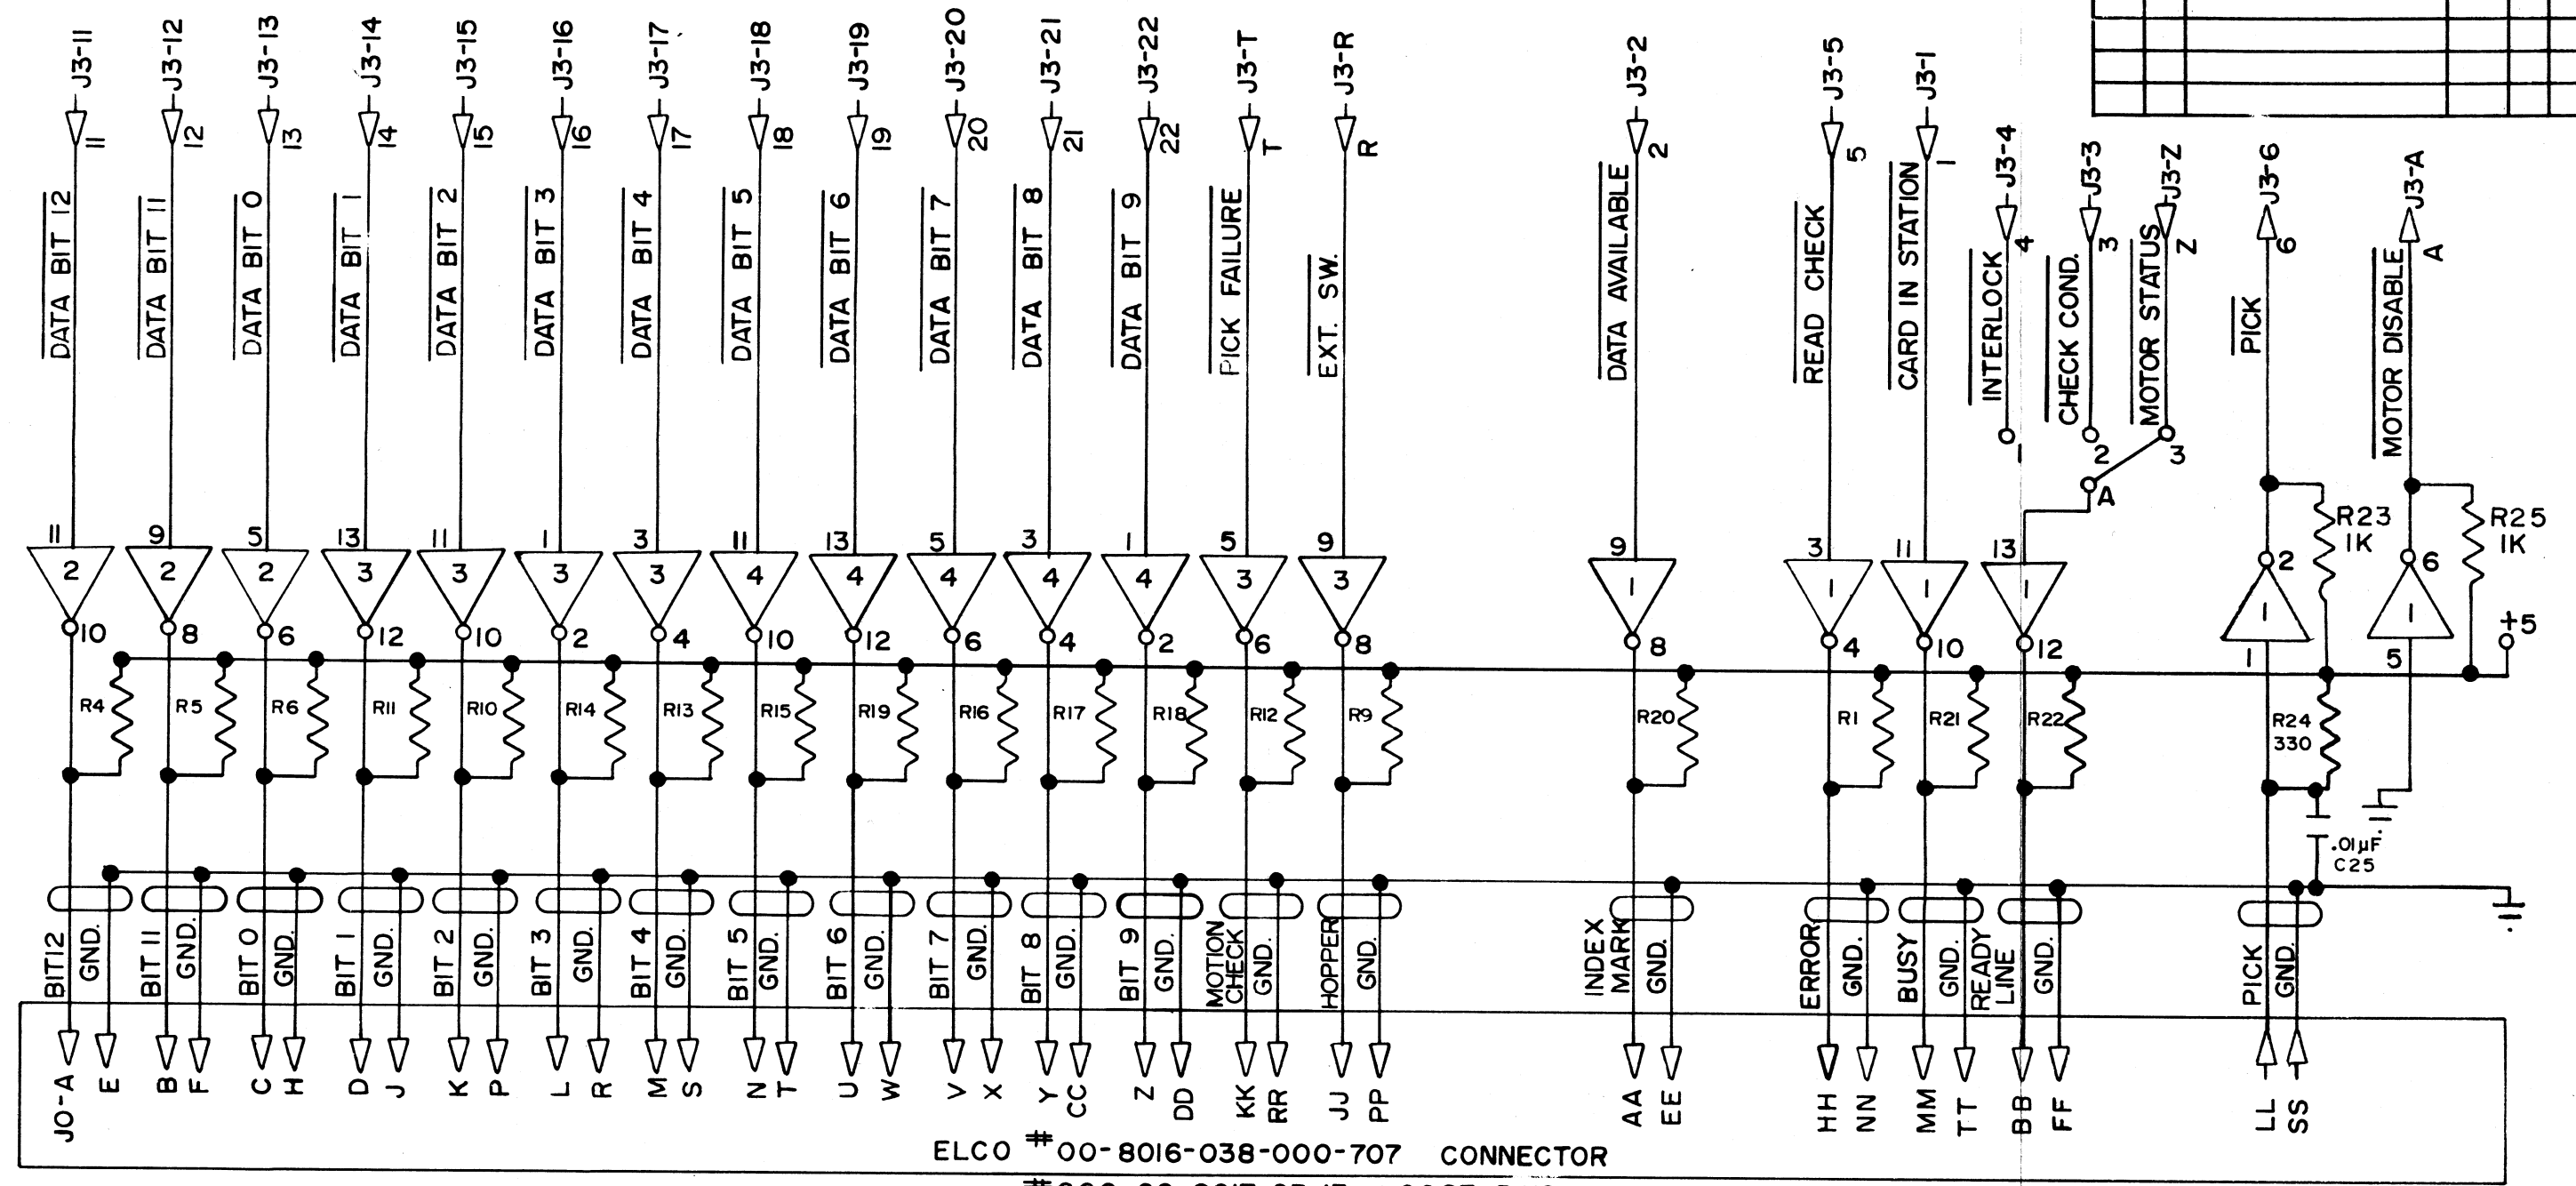 J3-11 J3-12 J3-13 J3-14 J3-15 J3-16 J3-17 J3-18 J3-19 J3-20 J3-21 J3-22 J3-T J3-R J3-2 J3-5 J3-1 J3-4 J3-3 J3-Z J3-6 J3-A
11 12 13 14 15 16 17 18 19 20 21 22 T R 2 5 1 4 3 Z 6 A
DATA BIT 12
DATA BIT 11
DATA BIT 0
DATA BIT 1
DATA BIT 2
DATA BIT 3
DATA BIT 4
DATA BIT 5
DATA BIT 6
DATA BIT 7
DATA BIT 8
DATA BIT 9
PICK FAILURE
EXT. SW.
DATA AVAILABLE
READ CHECK
CARD IN STATION
INTERLOCK
CHECK COND.
MOTOR STATUS
PICK
MOTOR DISABLE
1 2 3
A
11 9 5 13 11 1 3 11 13 5 3 1 5 9 9 3 11 13
R23 1K R25 1K
2 2 2 3 3 3 3 4 4 4 4 4 3 3 1 1 1 1 1 1
2 6
10 8 6 12 10 2 4 10 12 6 4 2 6 8 8 4 10 12 1 5
+5
R4 R5 R6 R11 R10 R14 R13 R15 R19 R16 R17 R18 R12 R9 R20 R1 R21 R22 R24
330
.01µF.
C25
BIT12 GND.
BIT 11 GND.
BIT 0 GND.
BIT 1 GND.
BIT 2 GND.
BIT 3 GND.
BIT 4 GND.
BIT 5 GND.
BIT 6 GND.
BIT 7 GND.
BIT 8 GND.
BIT 9 GND.
MOTION CHECK GND.
HOPPER GND.
INDEX MARK GND.
ERROR GND.
BUSY GND.
READY LINE GND.
PICK GND.
JO-A E B F C H D J K P L R M S N T U W V X Y CC Z DD KK RR JJ PP AA EE HH NN MM TT BB FF LL SS
ELCO #00-8016-038-000-707 CONNECTOR